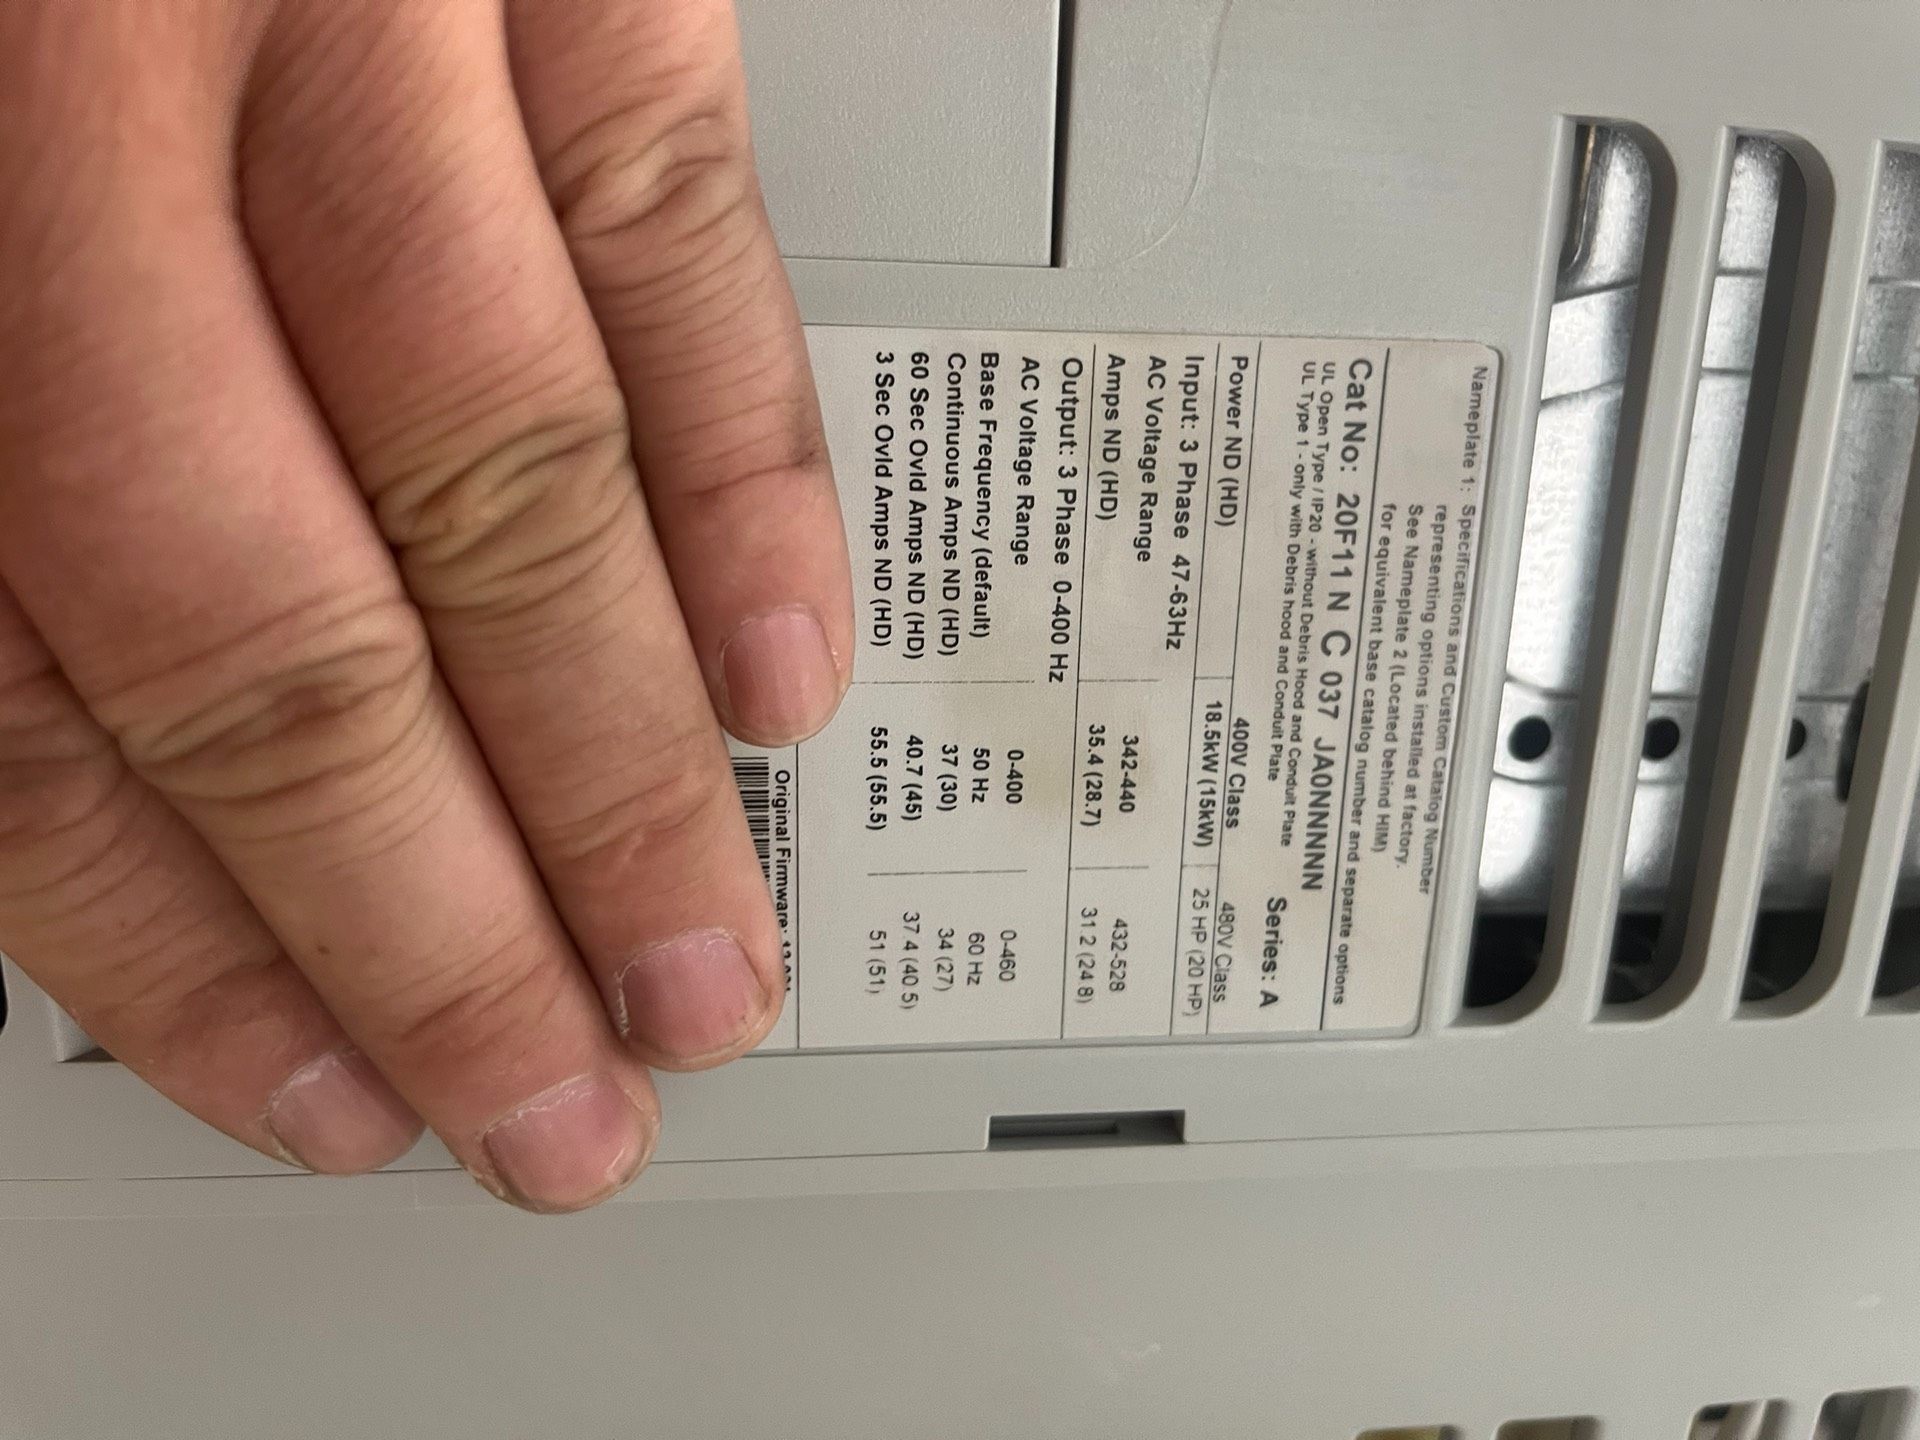 Nameplate 1: Specifications and Custom Catalog Number
representing options installed at factory.
See Nameplate 2 (Located behind HIM)
for equivalent base catalog number and separate options
Cat No: 20F11 N C 037 JA0NNNNN
UL Open Type / IP20 - without Debris Hood and Conduit Plate
UL Type 1 - only with Debris hood and Conduit Plate
Series: A
400V Class 480V Class
Power ND (HD) 18.5kW (15kW) 25 HP (20 HP)
Input: 3 Phase 47-63Hz
AC Voltage Range 342-440 432-528
Amps ND (HD) 35.4 (28.7) 31.2 (24.8)
Output: 3 Phase 0-400 Hz
AC Voltage Range 0-400 0-460
Base Frequency (default) 50 Hz 60 Hz
Continuous Amps ND (HD) 37 (30) 34 (27)
60 Sec Ovld Amps ND (HD) 40.7 (45) 37.4 (40.5)
3 Sec Ovld Amps ND (HD) 55.5 (55.5) 51 (51)
Original Firmware: